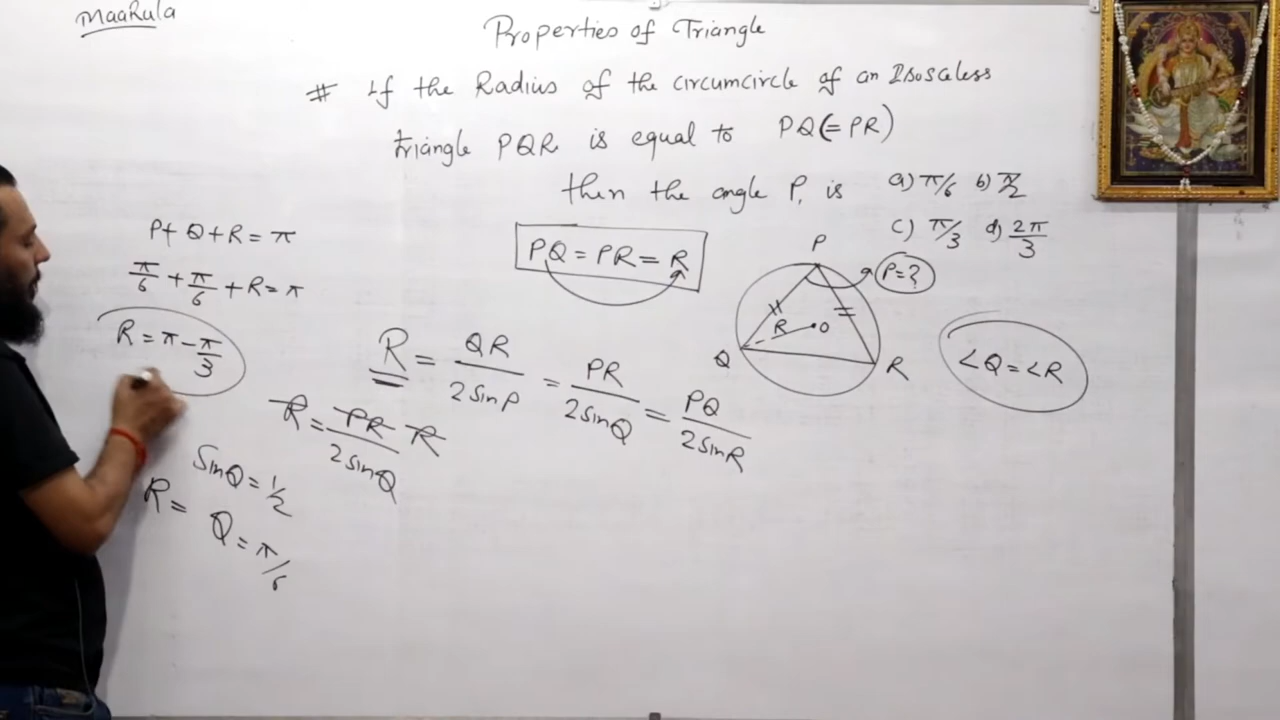 MaaRula
Properties of Triangle
# If the Radius of the circumcircle of an Isosceless
triangle PQR is equal to PQ(=PR)
then the angle P, is a) π/6 b) π/2
c) π/3 d) 2π/3
P+Q+R=π
π/6+π/6+R=π
R=π-π/3
PQ=PR=R
P
P=?
R O
Q
R
∠Q=∠R
R=QR/2sinP=PR/2sinQ=PQ/2sinR
R=PR/2sinQ R
SinQ=1/2
R=Q=π/6